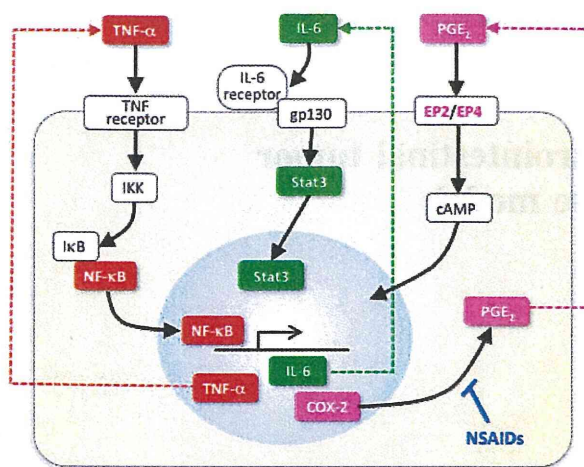 TNF-α
IL-6
PGE₂
IL-6
receptor
TNF
receptor
gp130
EP2/EP4
IKK
Stat3
cAMP
IκB
NF-κB
Stat3
PGE₂
NF-κB
IL-6
TNF-α
COX-2
NSAIDs